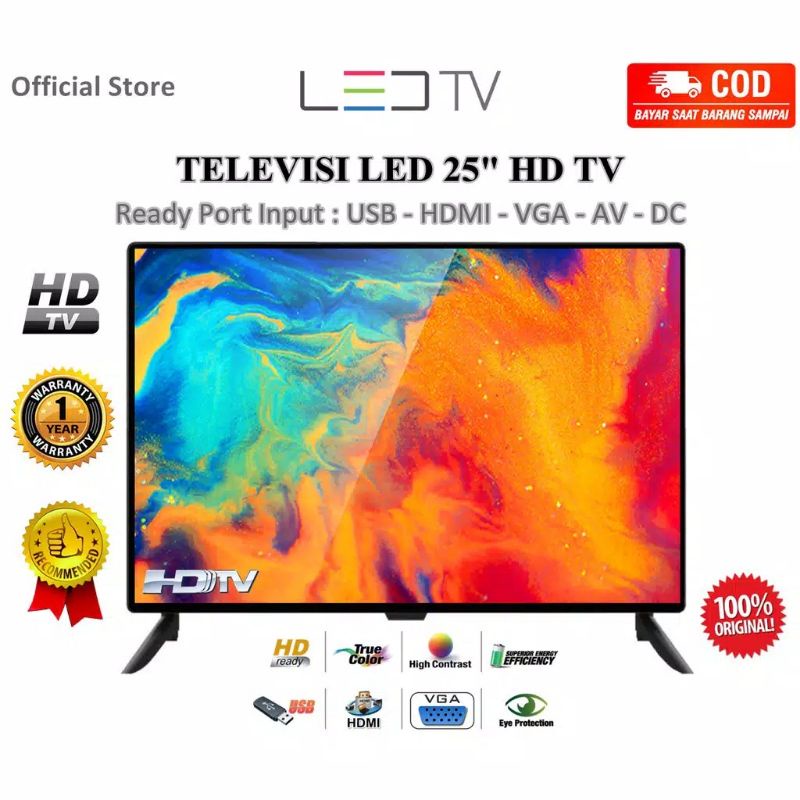 Official Store
LED TV
COD
BAYAR SAAT BARANG SAMPAI
TELEVISI LED 25" HD TV
Ready Port Input : USB - HDMI - VGA - AV - DC
HD
TV
WARRANTY
1
YEAR
WARRANTY
RECOMMENDED
HDTV
100%
ORIGINAL!
HD
ready
True
Color
High Contrast
SUPERIOR ENERGY
EFFICIENCY
USB
HDMI
VGA
Eye Protection